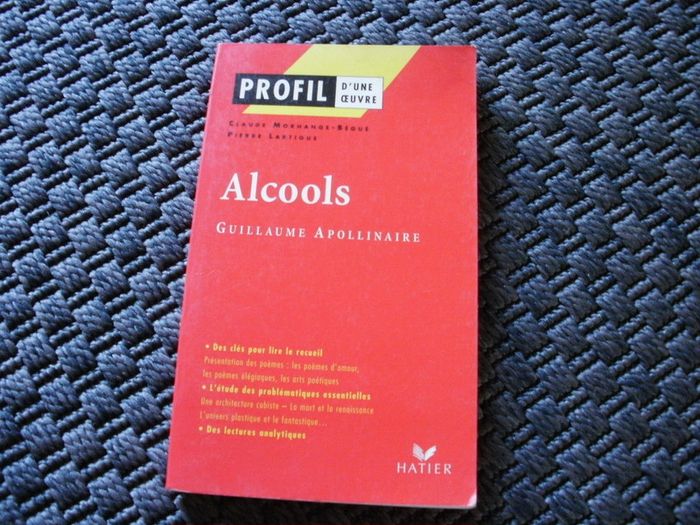 PROFIL D'UNE ŒUVRE
CLAUDE MORHANGE-BÉGUÉ
PIERRE LARTIGUE
Alcools
GUILLAUME APOLLINAIRE
• Des clés pour lire le recueil
Présentation des poèmes : les poèmes d'amour,
les poèmes élégiaques, les arts poétiques
• L'étude des problématiques essentielles
Une architecture cubiste – La mort et la renaissance
L'univers plastique et le fantastique...
• Des lectures analytiques
HATIER